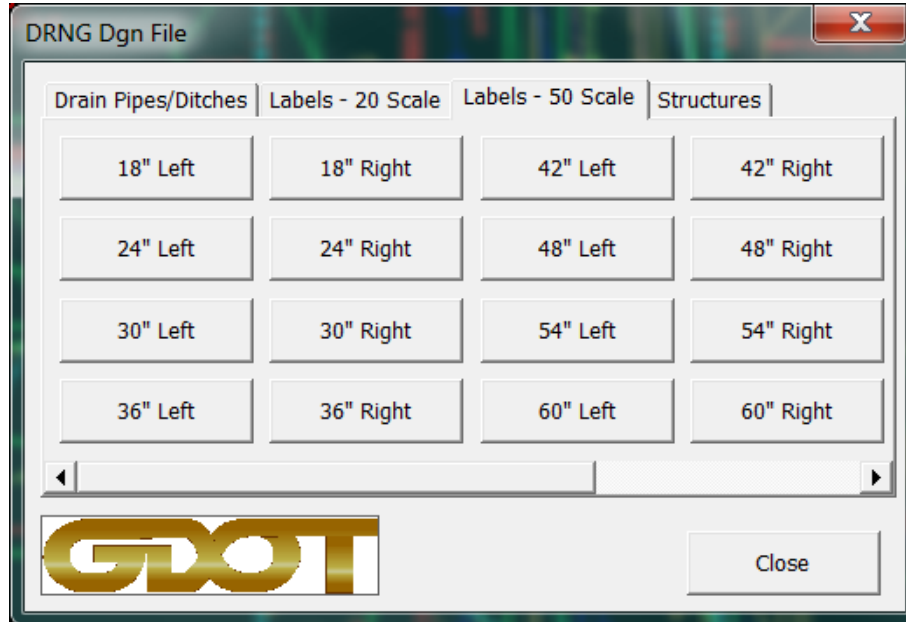 DRNG Dgn File
Drain Pipes/Ditches Labels - 20 Scale Labels - 50 Scale Structures
18" Left 18" Right 42" Left 42" Right
24" Left 24" Right 48" Left 48" Right
30" Left 30" Right 54" Left 54" Right
36" Left 36" Right 60" Left 60" Right
GDOT Close